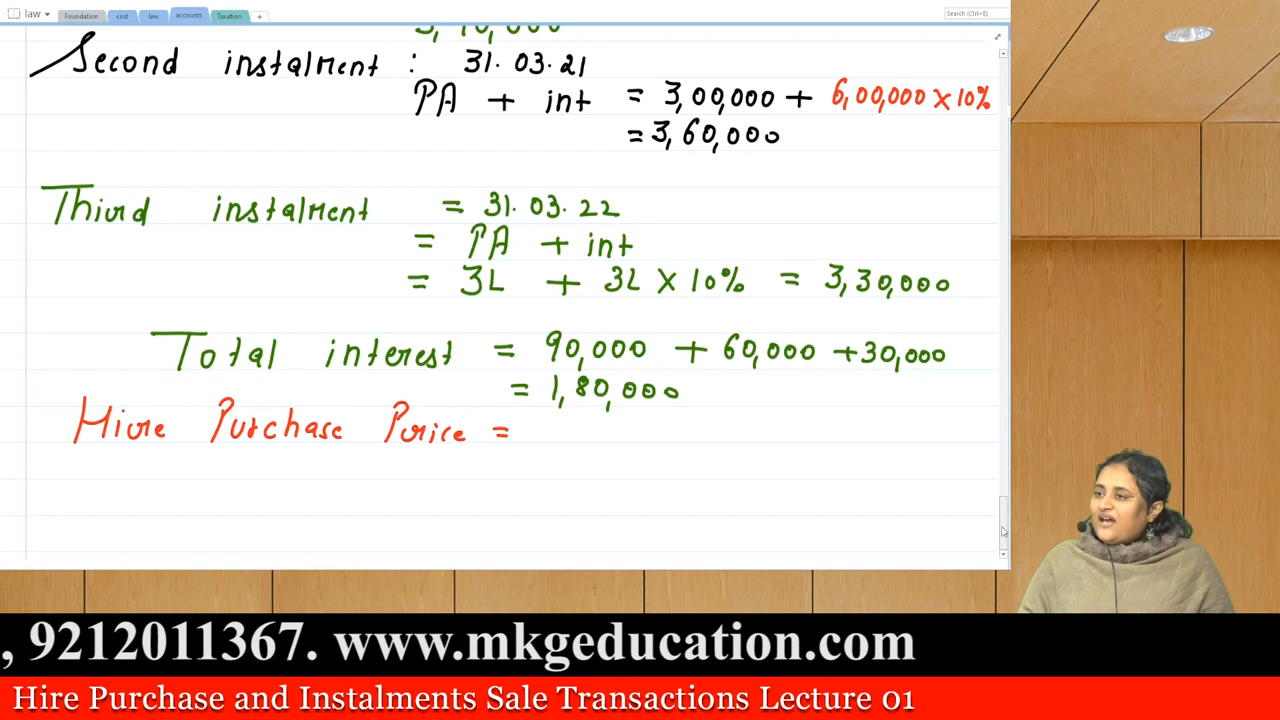 law
Foundation cost law accounts Taxation +
Search (Ctrl+E)
Second instalment : 31.03.21
PA + int = 3,00,000 + 6,00,000 × 10%
= 3,60,000
Third instalment = 31.03.22
= PA + int
= 3L + 3L × 10% = 3,30,000
Total interest = 90,000 + 60,000 + 30,000
= 1,80,000
Hire Purchase Price =
, 9212011367. www.mkgeducation.com
Hire Purchase and Instalments Sale Transactions Lecture 01